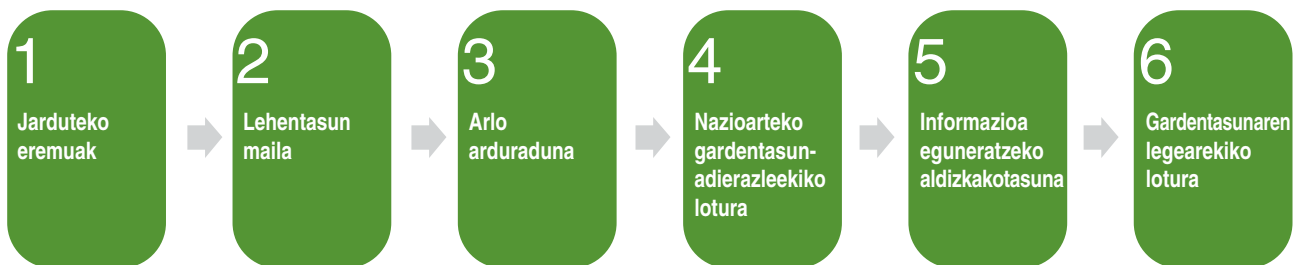 1
Jarduteko
eremuak
2
Lehentasun
maila
3
Arlo
arduraduna
4
Nazioarteko
gardentasun-
adierazleekiko
lotura
5
Informazioa
eguneratzeko
aldizkakotasuna
6
Gardentasunaren
legearekiko
lotura